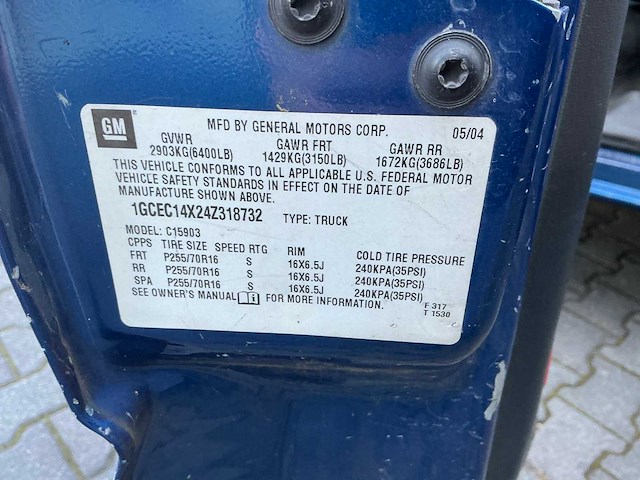 GM
MFD BY GENERAL MOTORS CORP. 05/04
GVWR GAWR FRT GAWR RR
2903KG(6400LB) 1429KG(3150LB) 1672KG(3686LB)
THIS VEHICLE CONFORMS TO ALL APPLICABLE U.S. FEDERAL MOTOR
VEHICLE SAFETY STANDARDS IN EFFECT ON THE DATE OF
MANUFACTURE SHOWN ABOVE.
1GCEC14X24Z318732 TYPE: TRUCK
MODEL: C15903
CPPS TIRE SIZE SPEED RTG RIM COLD TIRE PRESSURE
FRT P255/70R16 S 16X6.5J 240KPA(35PSI)
RR P255/70R16 S 16X6.5J 240KPA(35PSI)
SPA P255/70R16 S 16X6.5J 240KPA(35PSI)
SEE OWNER'S MANUAL FOR MORE INFORMATION.
F 317
T 1530